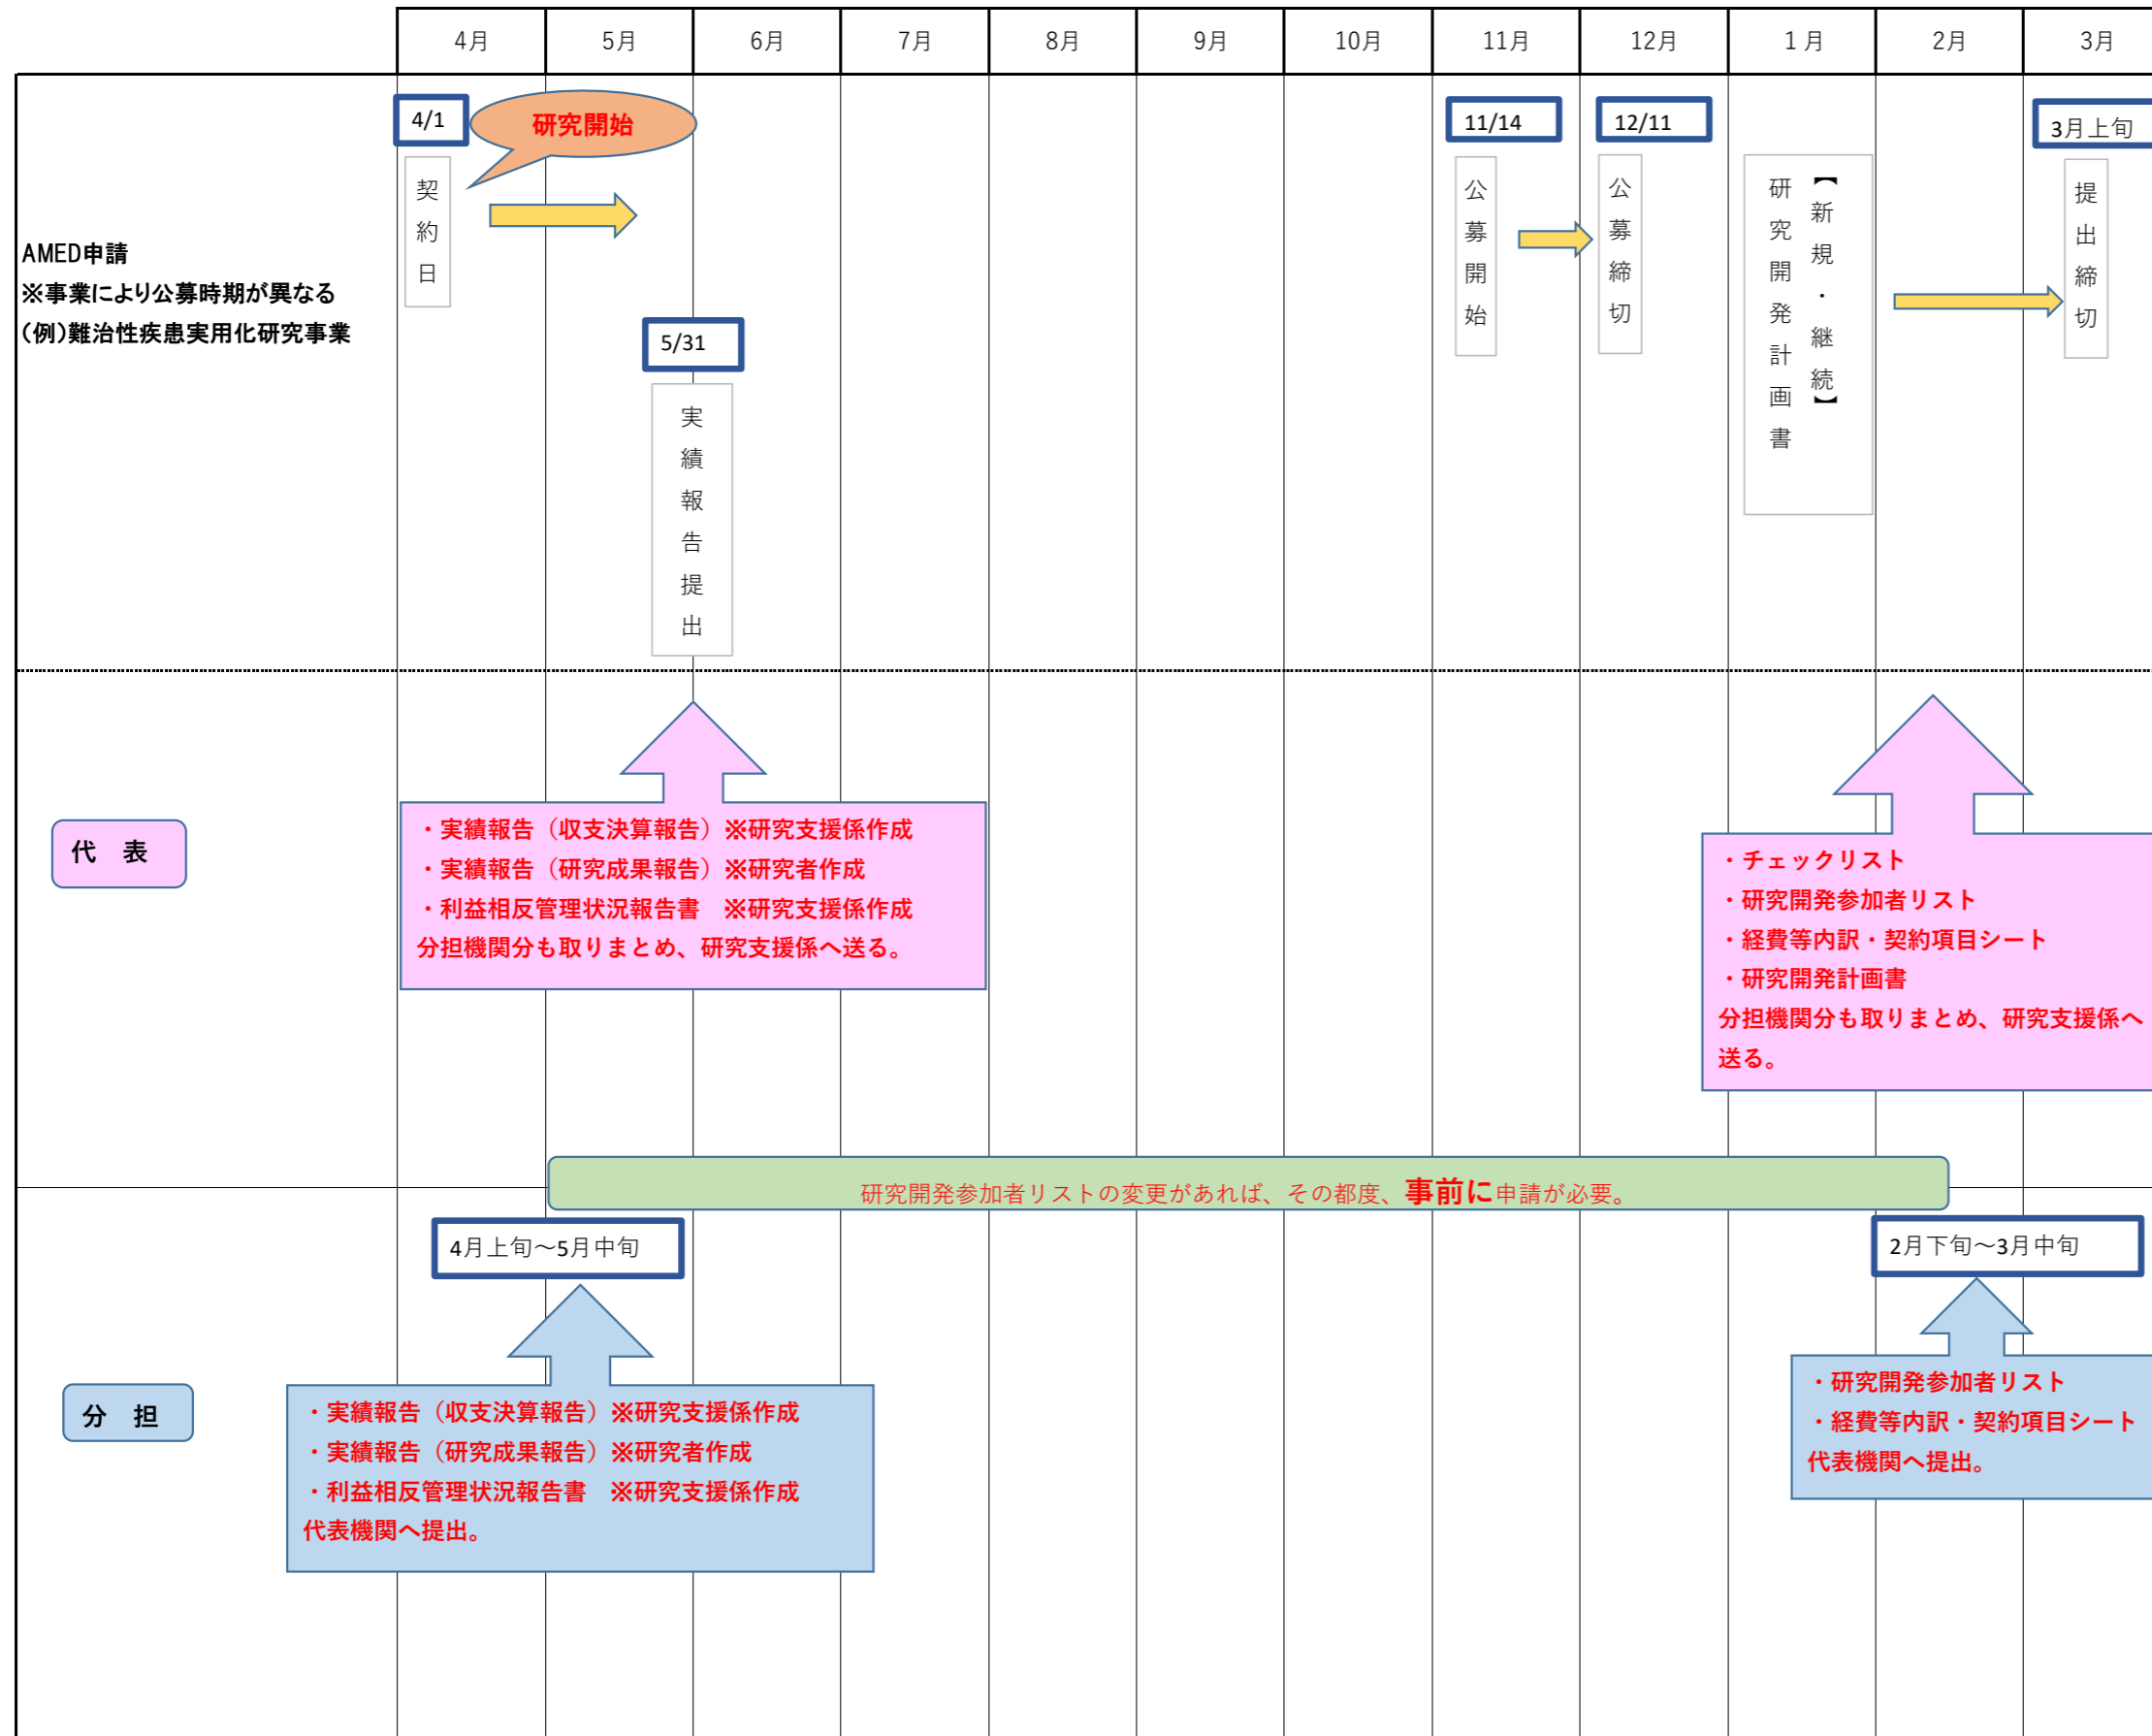 4月
5月
6月
7月
8月
9月
10月
11月
12月
1月
2月
3月
4/1
研究開始
11/14
12/11
3月上旬
契約日
公募開始
公募締切
【新規・継続】
研究開発計画書
提出締切
AMED申請
※事業により公募時期が異なる
(例)難治性疾患実用化研究事業
5/31
実績報告提出
代　表
・実績報告（収支決算報告）※研究支援係作成
・実績報告（研究成果報告）※研究者作成
・利益相反管理状況報告書　※研究支援係作成
分担機関分も取りまとめ、研究支援係へ送る。
・チェックリスト
・研究開発参加者リスト
・経費等内訳・契約項目シート
・研究開発計画書
分担機関分も取りまとめ、研究支援係へ
送る。
研究開発参加者リストの変更があれば、その都度、事前に申請が必要。
4月上旬～5月中旬
2月下旬～3月中旬
分　担
・実績報告（収支決算報告）※研究支援係作成
・実績報告（研究成果報告）※研究者作成
・利益相反管理状況報告書　※研究支援係作成
代表機関へ提出。
・研究開発参加者リスト
・経費等内訳・契約項目シート
代表機関へ提出。